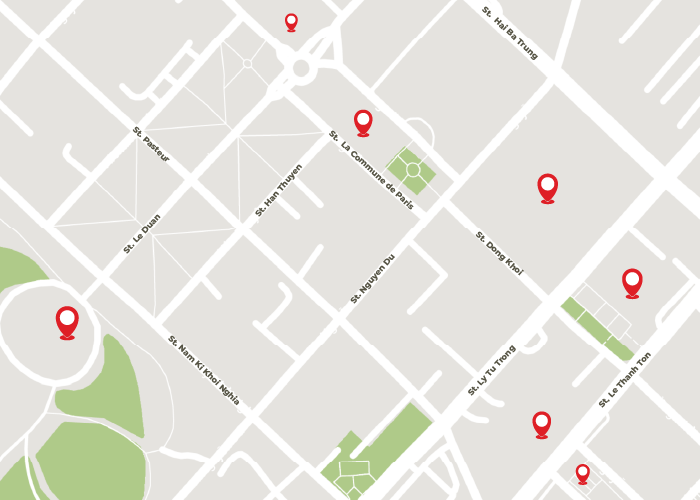 St. Hai Ba Trung
St. Pasteur
St. La Commune de Paris
St. Han Thuyen
St. Le Duan
St. Dong Khoi
St. Nguyen Du
St. Nam Ki Khoi Nghia
St. Ly Tu Trong
St. Le Thanh Ton